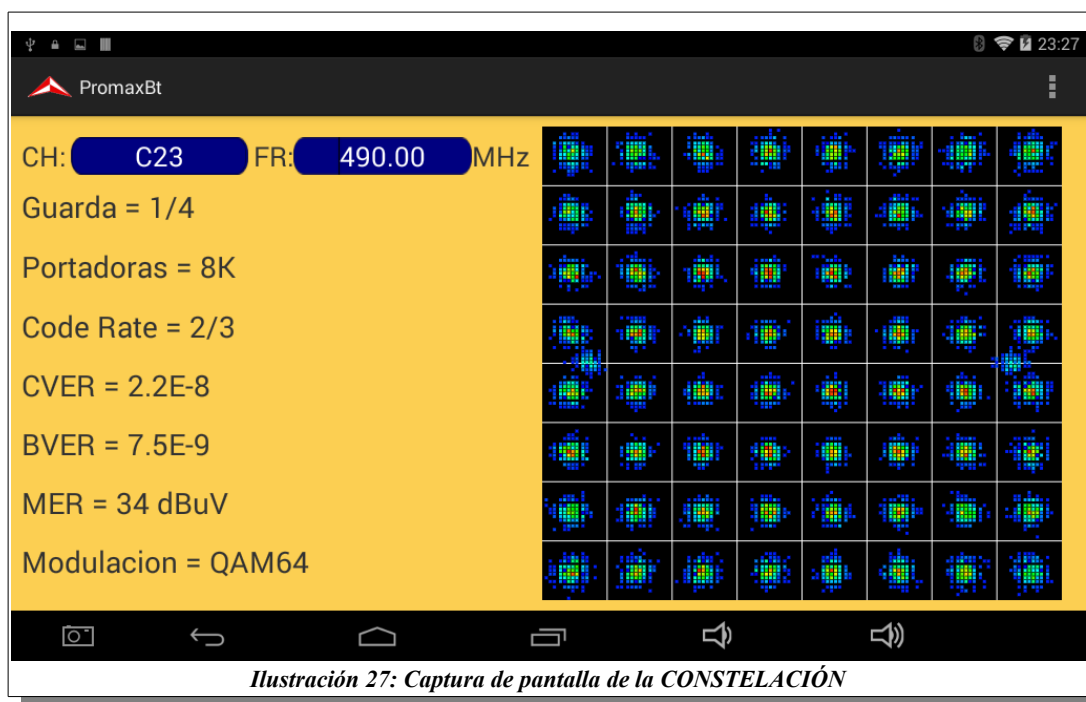 23:27
PromaxBt
CH: C23 FR: 490.00 MHz
Guarda = 1/4
Portadoras = 8K
Code Rate = 2/3
CVER = 2.2E-8
BVER = 7.5E-9
MER = 34 dBuV
Modulacion = QAM64
Ilustración 27: Captura de pantalla de la CONSTELACIÓN